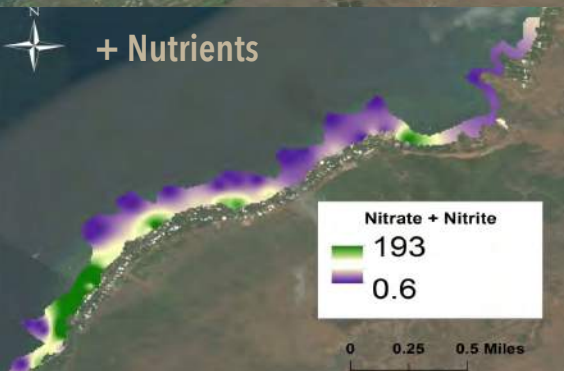 N
+ Nutrients
Nitrate + Nitrite
193
0.6
0 0.25 0.5 Miles